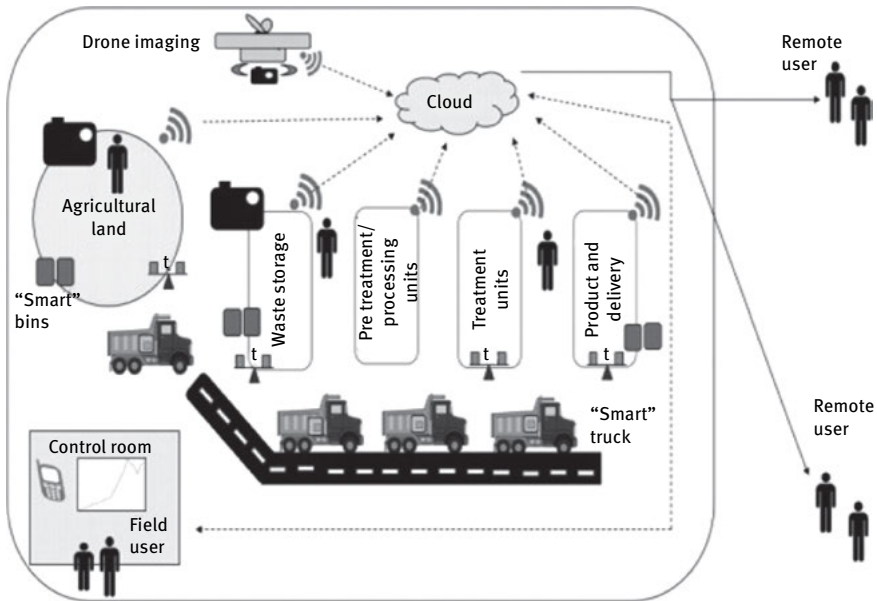 Drone imaging
Remote
user
Cloud
Agricultural
land
t
“Smart”
bins
Waste storage
t
Pre treatment/
processing
units
Treatment
units
t
Product and
delivery
t
“Smart”
truck
Remote
user
Control room
Field
user